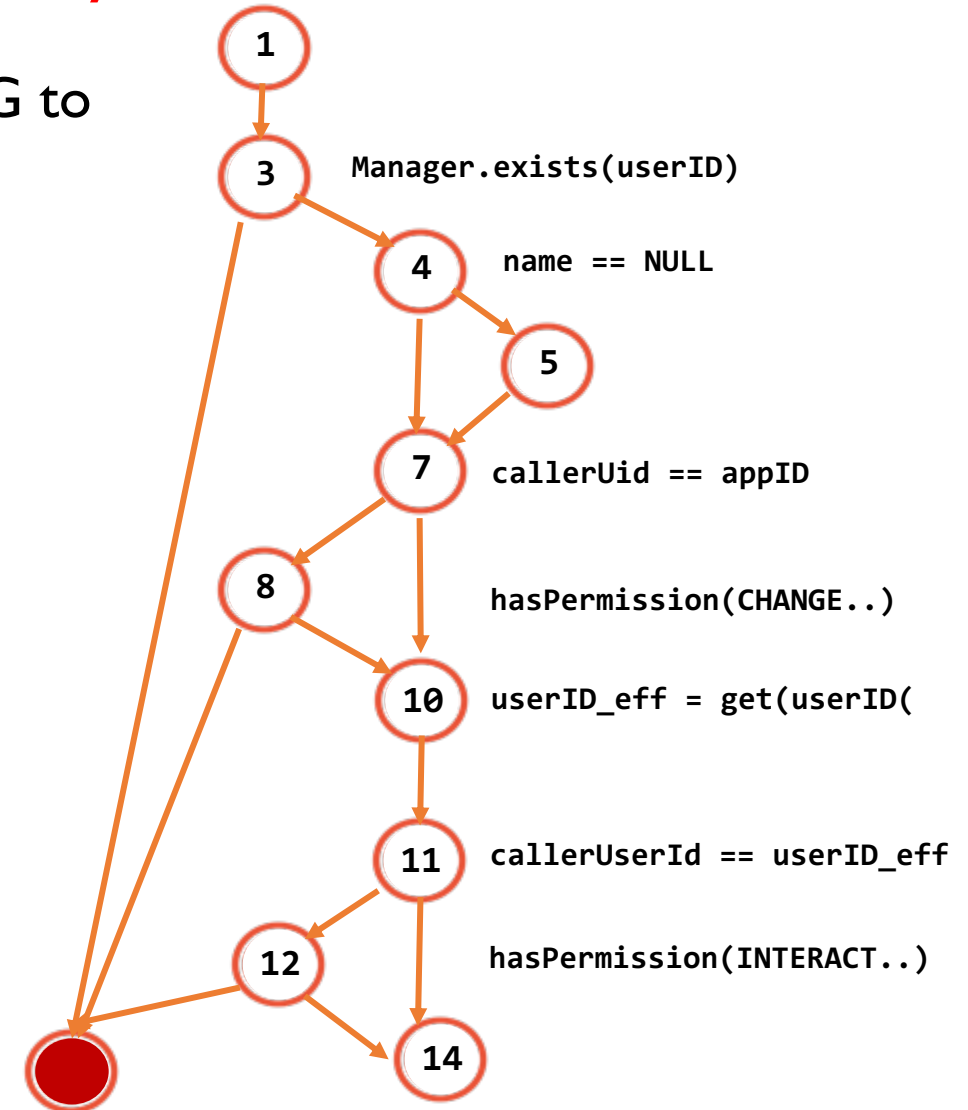 1
G to
3 Manager.exists(userID)
4 name == NULL
5
7 callerUid == appID
8 hasPermission(CHANGE..)
10 userID_eff = get(userID(
11 callerUserId == userID_eff
12 hasPermission(INTERACT..)
14